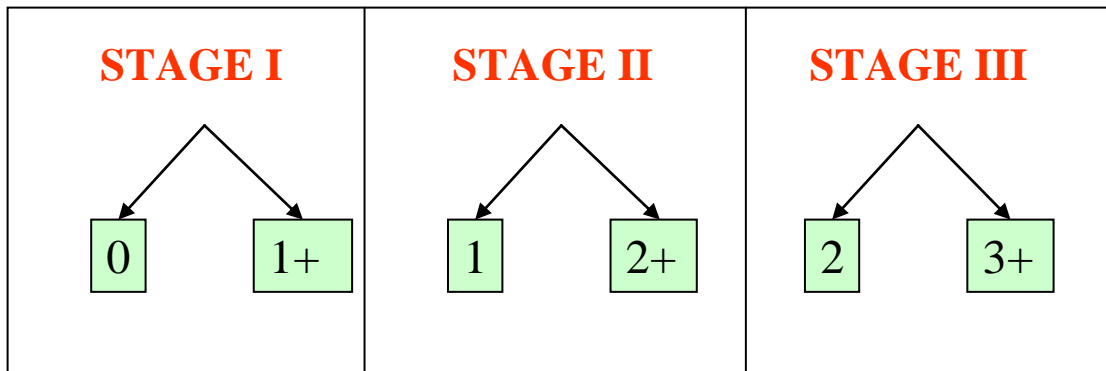 STAGE I
0 1+
STAGE II
1 2+
STAGE III
2 3+